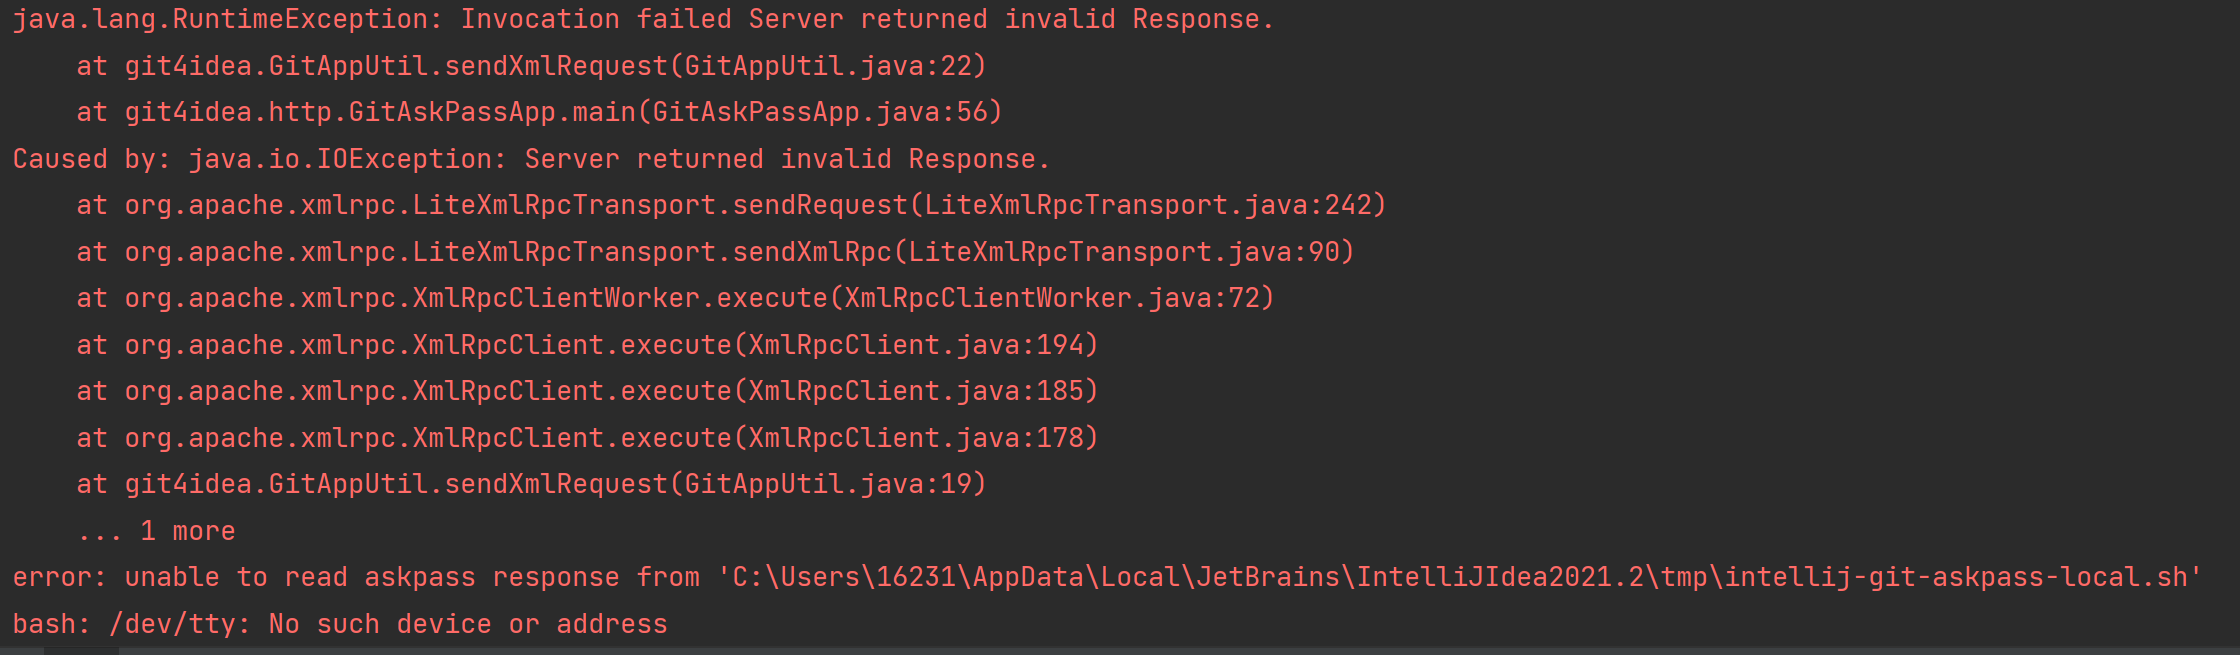 java.lang.RuntimeException: Invocation failed Server returned invalid Response.
    at git4idea.GitAppUtil.sendXmlRequest(GitAppUtil.java:22)
    at git4idea.http.GitAskPassApp.main(GitAskPassApp.java:56)
Caused by: java.io.IOException: Server returned invalid Response.
    at org.apache.xmlrpc.LiteXmlRpcTransport.sendRequest(LiteXmlRpcTransport.java:242)
    at org.apache.xmlrpc.LiteXmlRpcTransport.sendXmlRpc(LiteXmlRpcTransport.java:90)
    at org.apache.xmlrpc.XmlRpcClientWorker.execute(XmlRpcClientWorker.java:72)
    at org.apache.xmlrpc.XmlRpcClient.execute(XmlRpcClient.java:194)
    at org.apache.xmlrpc.XmlRpcClient.execute(XmlRpcClient.java:185)
    at org.apache.xmlrpc.XmlRpcClient.execute(XmlRpcClient.java:178)
    at git4idea.GitAppUtil.sendXmlRequest(GitAppUtil.java:19)
    ... 1 more
error: unable to read askpass response from 'C:\Users\16231\AppData\Local\JetBrains\IntelliJIdea2021.2\tmp\intellij-git-askpass-local.sh'
bash: /dev/tty: No such device or address